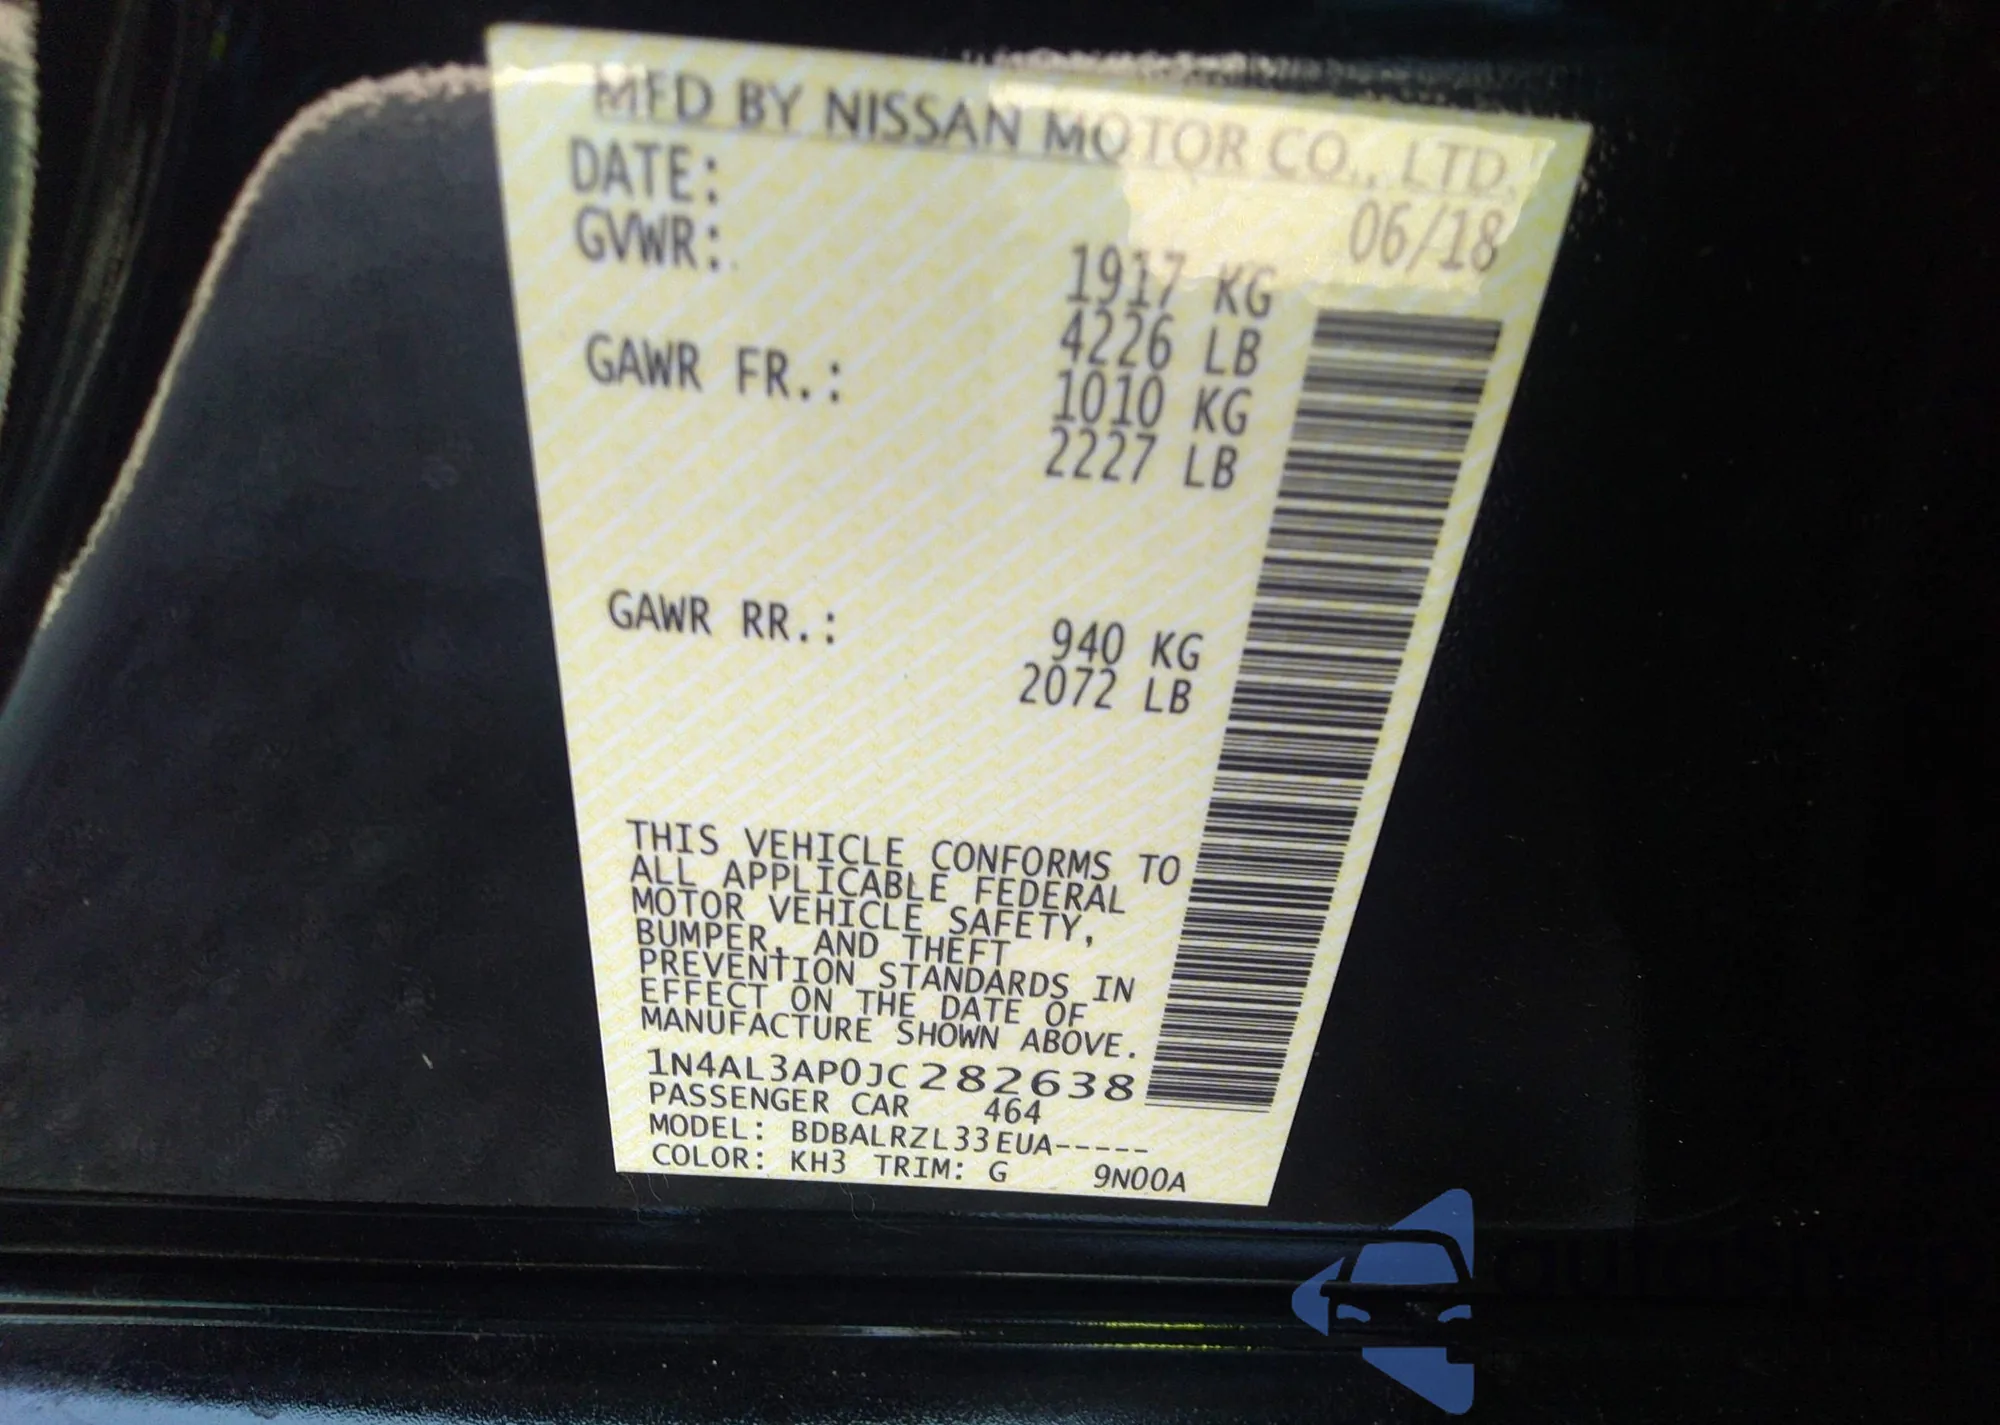 MFD BY NISSAN MOTOR CO., LTD.
DATE: 06/18
GVWR: 1917 KG
4226 LB
GAWR FR.: 1010 KG
2227 LB
GAWR RR.: 940 KG
2072 LB
THIS VEHICLE CONFORMS TO
ALL APPLICABLE FEDERAL
MOTOR VEHICLE SAFETY,
BUMPER, AND THEFT
PREVENTION STANDARDS IN
EFFECT ON THE DATE OF
MANUFACTURE SHOWN ABOVE.
1N4AL3AP0JC282638
PASSENGER CAR 464
MODEL: BDBALRZL33EUA-----
COLOR: KH3 TRIM: G 9N00A